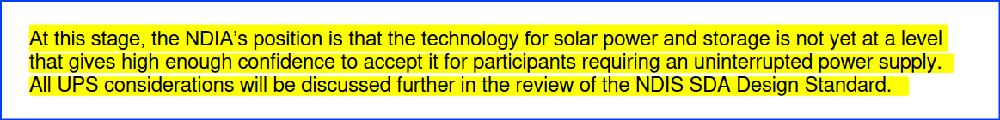 At this stage, the NDIA’s position is that the technology for solar power and storage is not yet at a level
that gives high enough confidence to accept it for participants requiring an uninterrupted power supply.
All UPS considerations will be discussed further in the review of the NDIS SDA Design Standard.